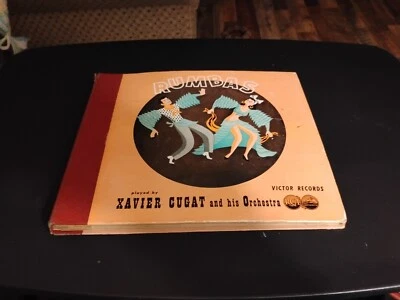 RUMBAS
played by
VICTOR RECORDS
XAVIER CUGAT and his Orchestra